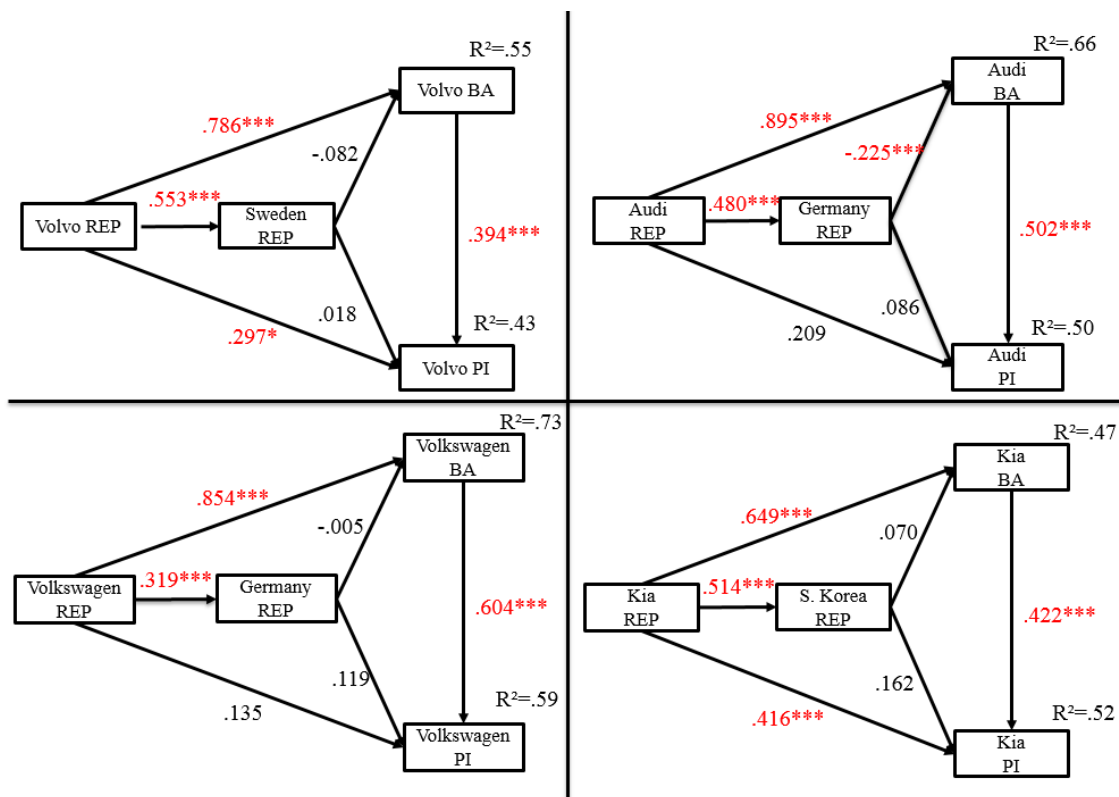 R²=.55
Volvo BA
.786***
-.082
.553***
Volvo REP
Sweden
REP
.394***
.018
.297*
R²=.43
Volvo PI
R²=.66
Audi
BA
.895***
-.225***
.480***
Audi
REP
Germany
REP
.502***
.086
.209
R²=.50
Audi
PI
R²=.73
Volkswagen
BA
.854***
-.005
.319***
Volkswagen
REP
Germany
REP
.604***
.119
.135
R²=.59
Volkswagen
PI
R²=.47
Kia
BA
.649***
.070
.514***
Kia
REP
S. Korea
REP
.422***
.162
.416***
R²=.52
Kia
PI